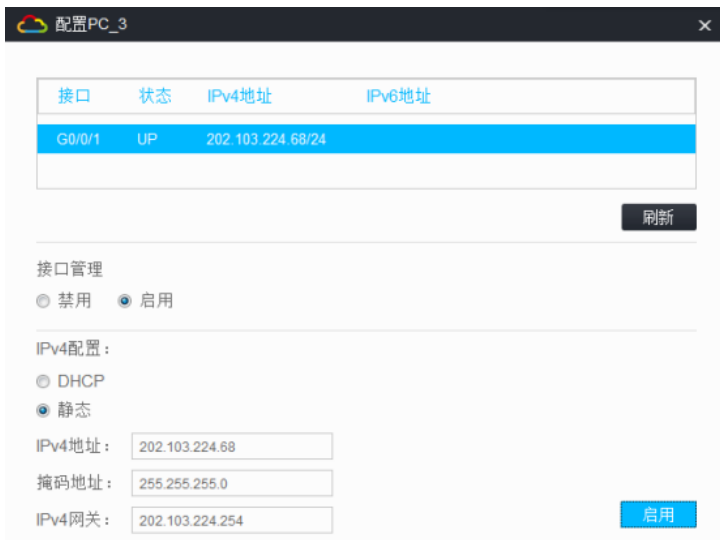 配置PC_3
接口 状态 IPv4地址 IPv6地址
G0/0/1 UP 202.103.224.68/24
刷新
接口管理
禁用 启用
IPv4配置：
DHCP
静态
IPv4地址： 202.103.224.68
掩码地址： 255.255.255.0
IPv4网关： 202.103.224.254
启用